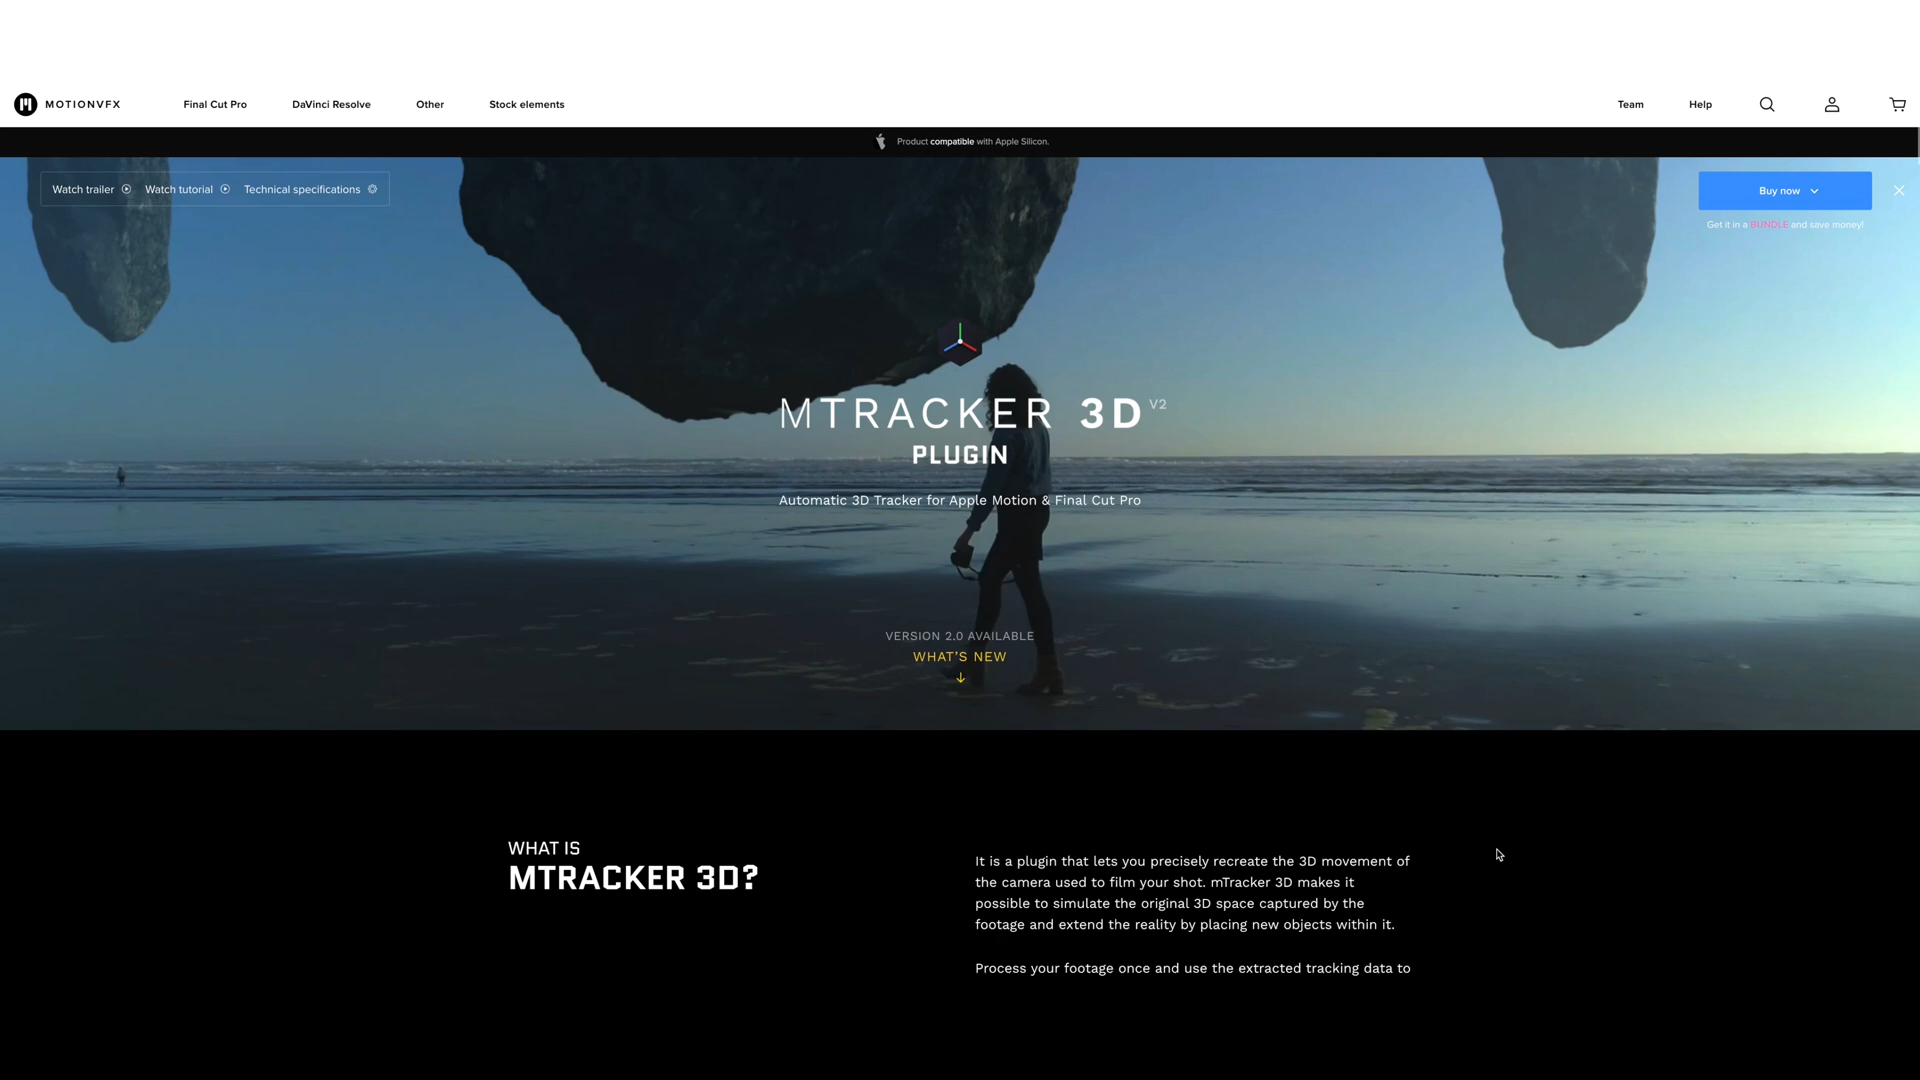 MOTIONVFX
Final Cut Pro
DaVinci Resolve
Other
Stock elements
Team
Help
Product compatible with Apple Silicon.
Watch trailer
Watch tutorial
Technical specifications
Buy now
Get it in a BUNDLE and save money!
MTRACKER 3D V2
PLUGIN
Automatic 3D Tracker for Apple Motion & Final Cut Pro
VERSION 2.0 AVAILABLE
WHAT'S NEW
WHAT IS
MTRACKER 3D?
It is a plugin that lets you precisely recreate the 3D movement of
the camera used to film your shot. mTracker 3D makes it
possible to simulate the original 3D space captured by the
footage and extend the reality by placing new objects within it.
Process your footage once and use the extracted tracking data to